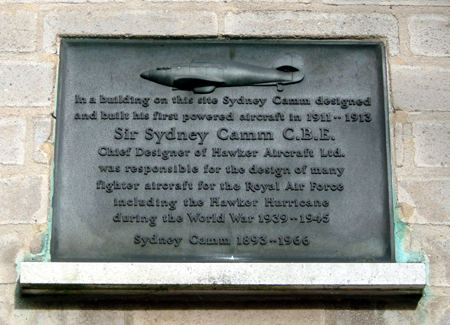 In a building on this site Sydney Camm designed
and built his first powered aircraft in 1911--1913
Sir Sydney Camm C.B.E.
Chief Designer of Hawker Aircraft Ltd.
was responsible for the design of many
fighter aircraft for the Royal Air Force
including the Hawker Hurricane
during the World War 1939--1945
Sydney Camm 1893--1966